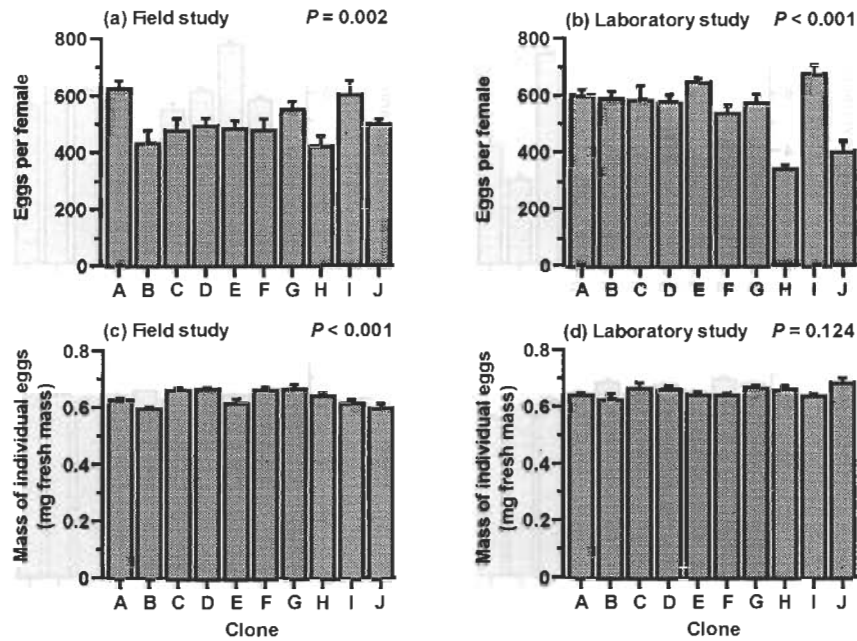 (a) Field study P = 0.002
Eggs per female
800
600
400
200
0
A B C D E F G H I J
(b) Laboratory study P < 0.001
Eggs per female
800
600
400
200
0
A B C D E F G H I J
(c) Field study P < 0.001
Mass of individual eggs
(mg fresh mass)
0.8
0.6
0.4
0.2
0
A B C D E F G H I J
Clone
(d) Laboratory study P = 0.124
Mass of individual eggs
(mg fresh mass)
0.8
0.6
0.4
0.2
0
A B C D E F G H I J
Clone